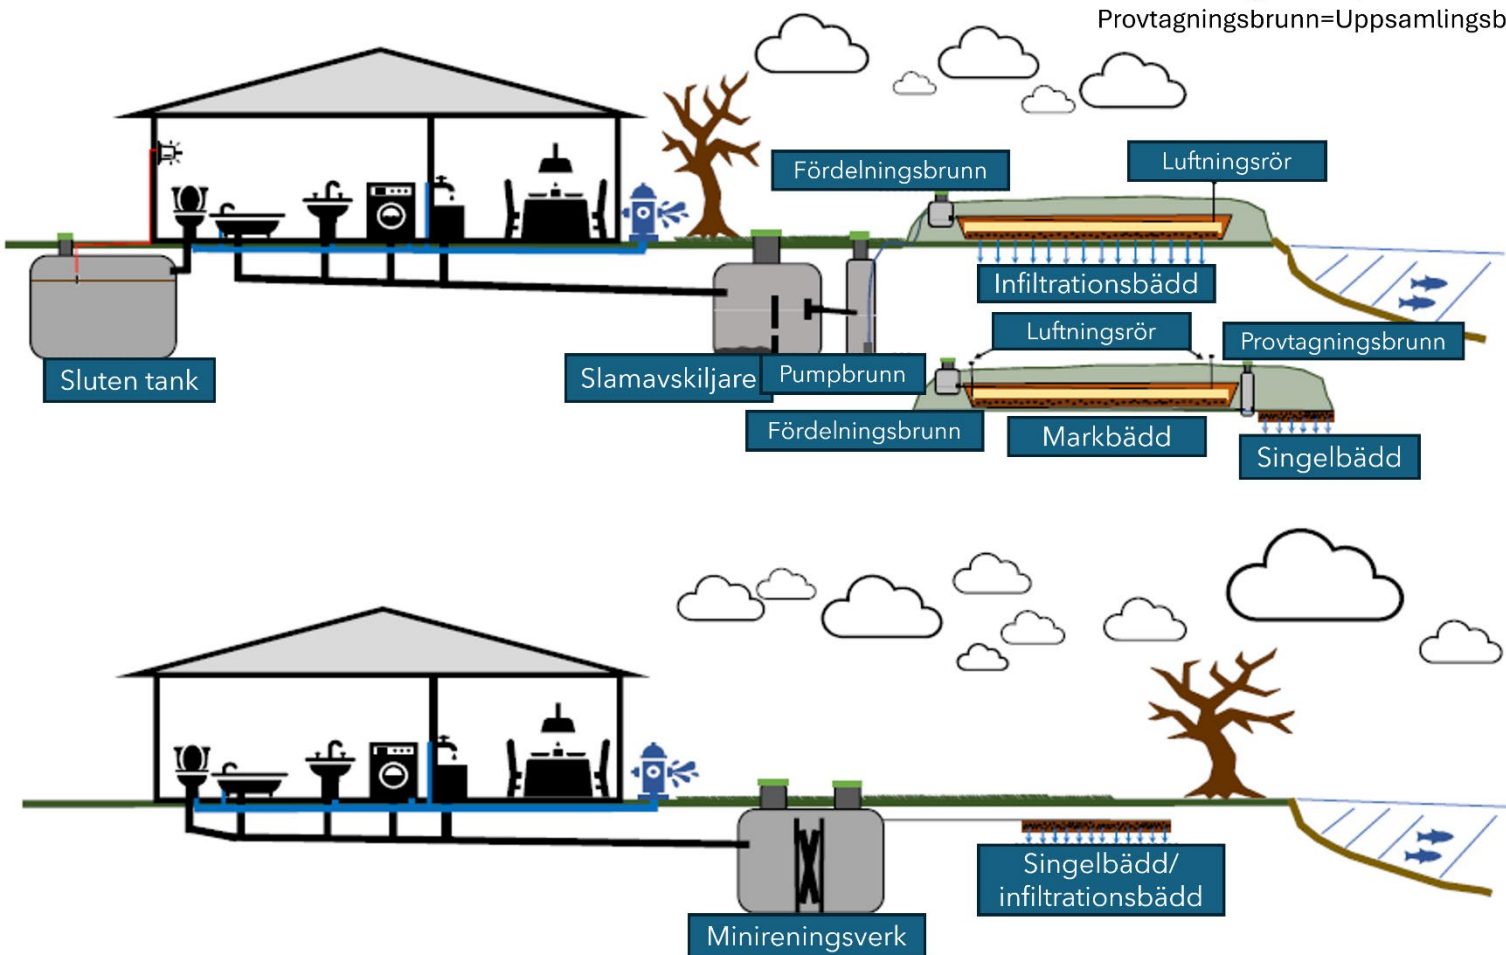 Provtagningsbrunn=Uppsamlingsb
Fördelningsbrunn
Luftningsrör
Infiltrationsbädd
Luftningsrör
Provtagningsbrunn
Sluten tank
Slamavskiljare
Pumpbrunn
Fördelningsbrunn
Markbädd
Singelbädd
Singelbädd/
infiltrationsbädd
Minireningsverk